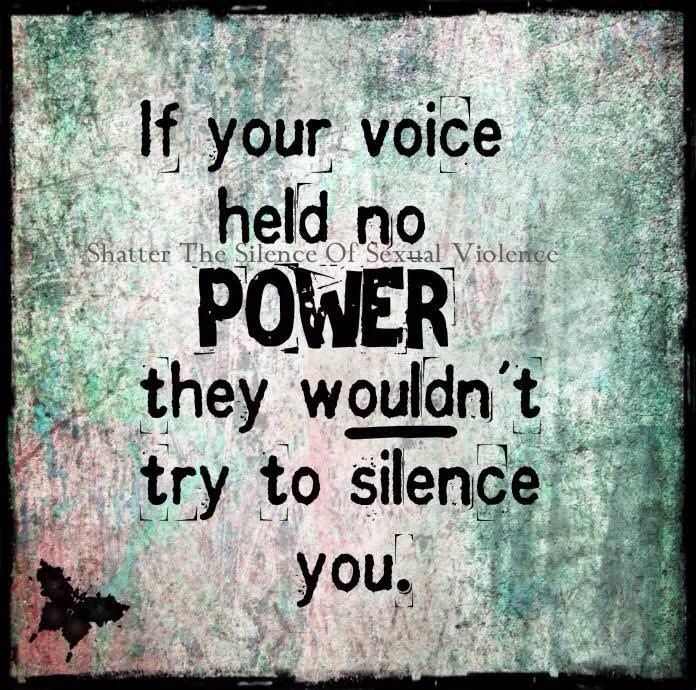 If your voice
held no
Shatter The Silence Of Sexual Violence
POWER
they wouldn't
try to silence
you.